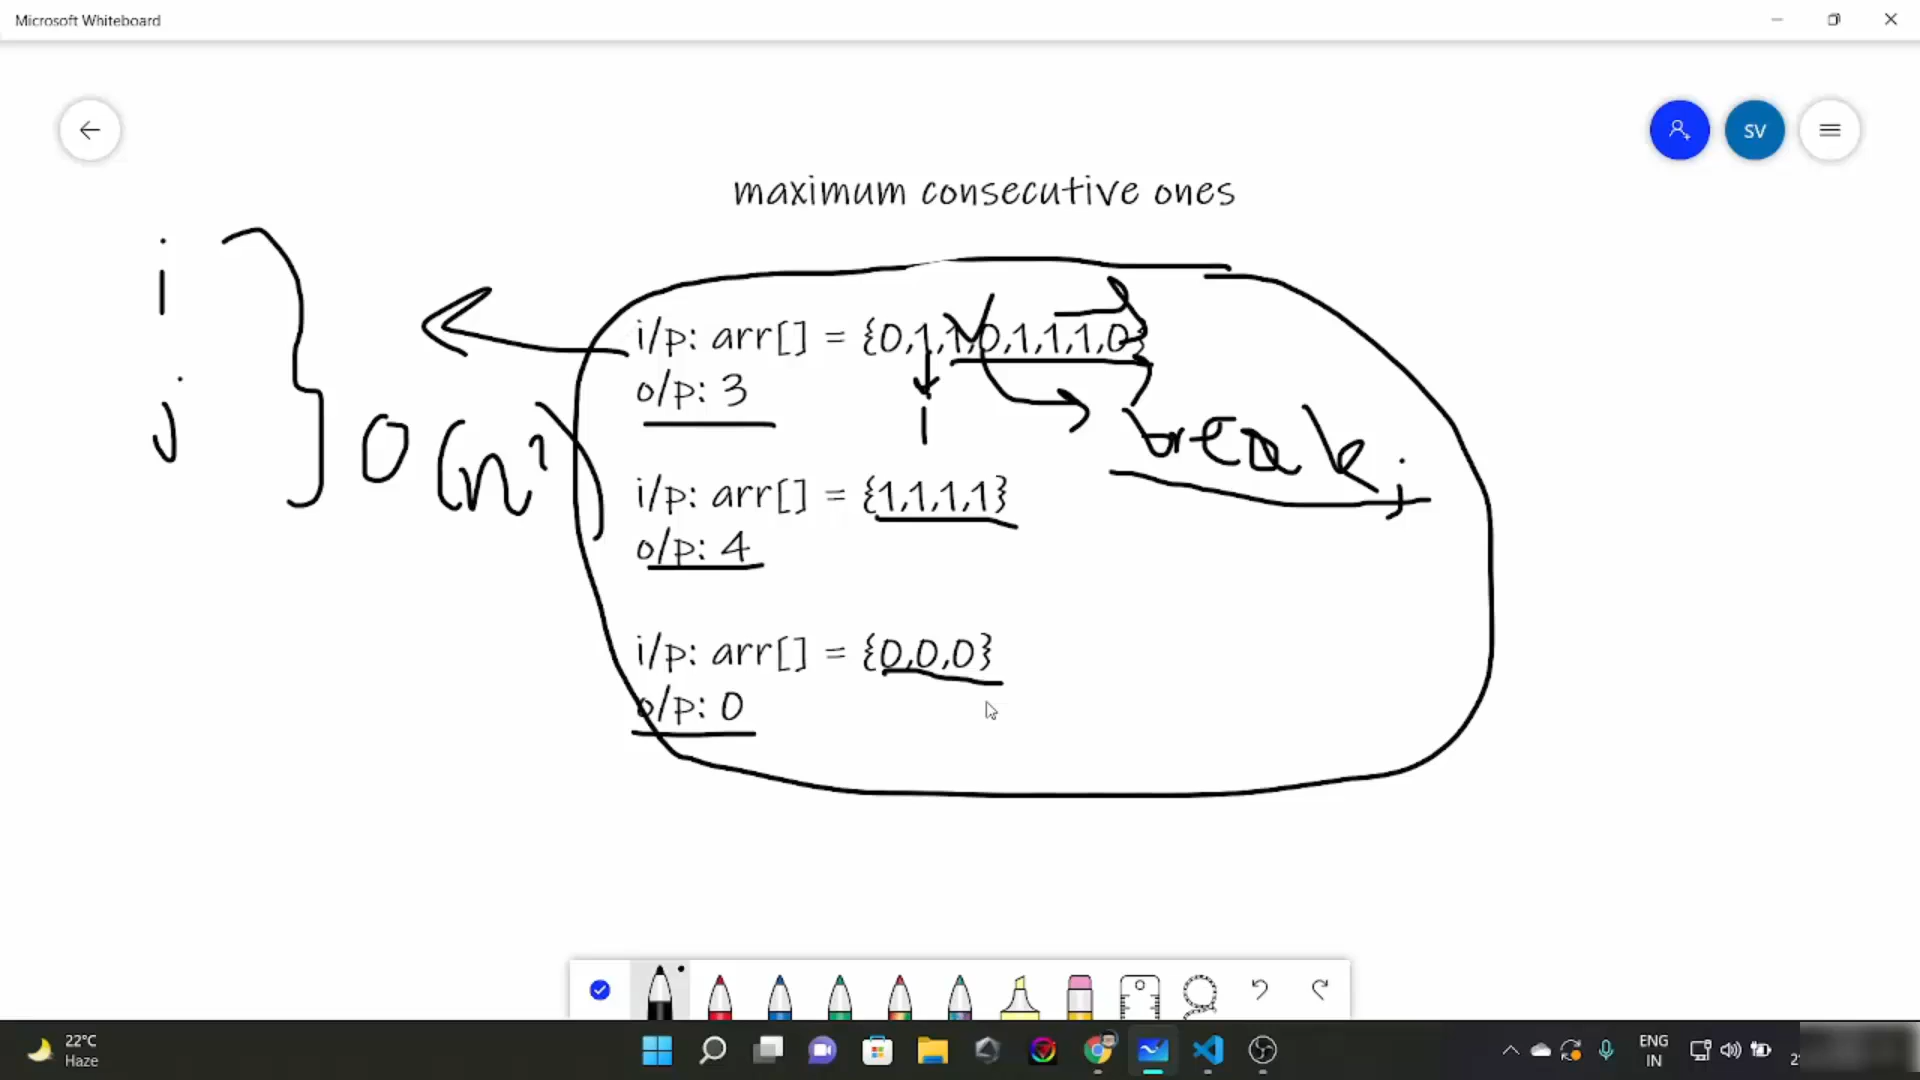 Microsoft Whiteboard
SV
maximum consecutive ones
i
j
O(n²)
i/p: arr[] = {0,1,1,0,1,1,1,0}
o/p: 3
i
break;
i/p: arr[] = {1,1,1,1}
o/p: 4
i/p: arr[] = {0,0,0}
o/p: 0
22°C
Haze
ENG
IN